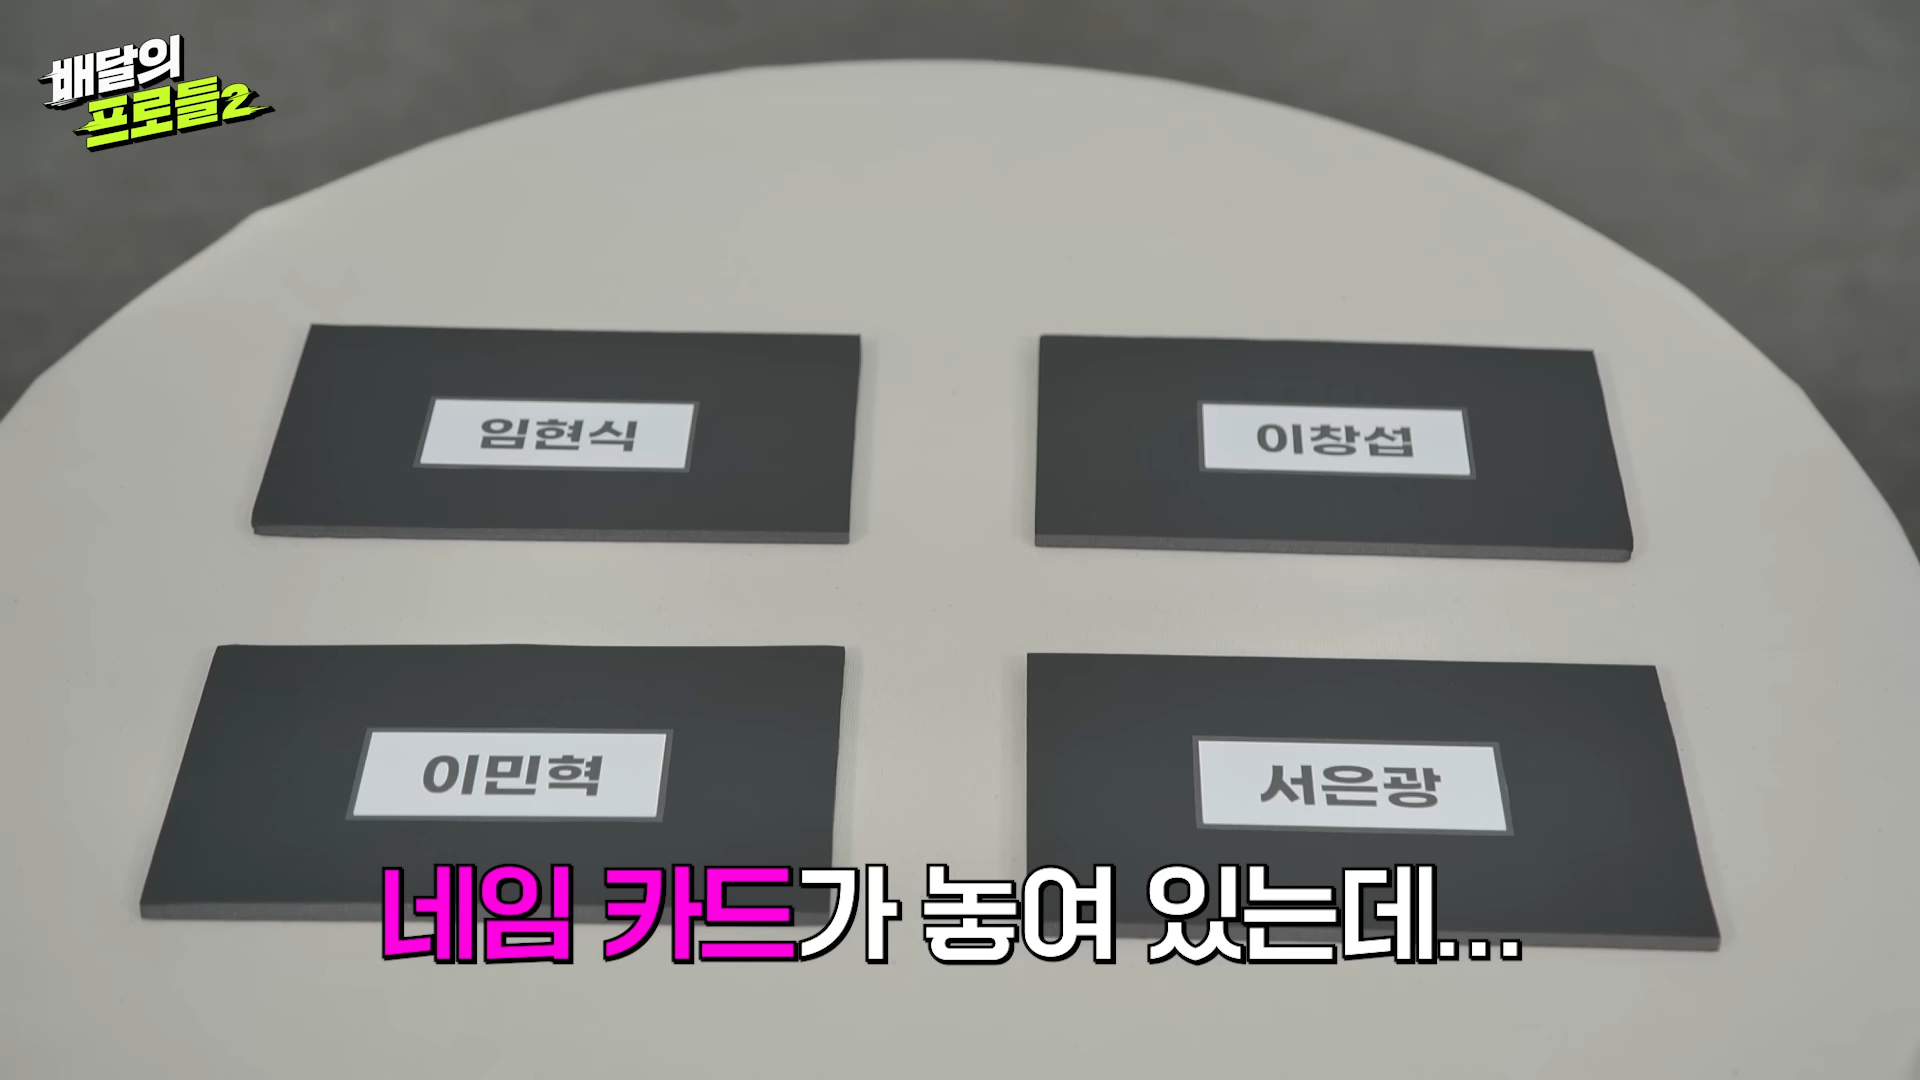 배달의
프로들2
임현식
이창섭
이민혁
서은광
네임 카드가 놓여 있는데...